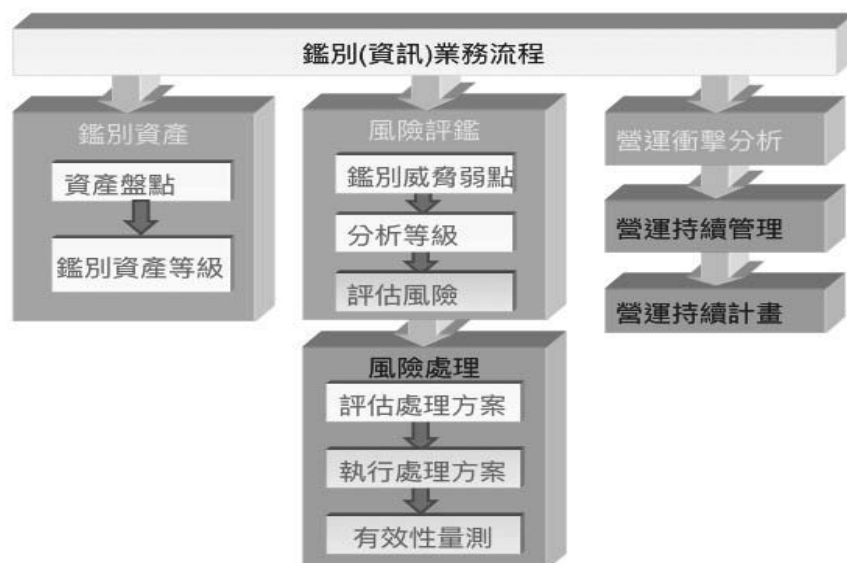 鑑別(資訊)業務流程
鑑別資產
資產盤點
鑑別資產等級
風險評鑑
鑑別威脅弱點
分析等級
評估風險
風險處理
評估處理方案
執行處理方案
有效性量測
營運衝擊分析
營運持續管理
營運持續計畫